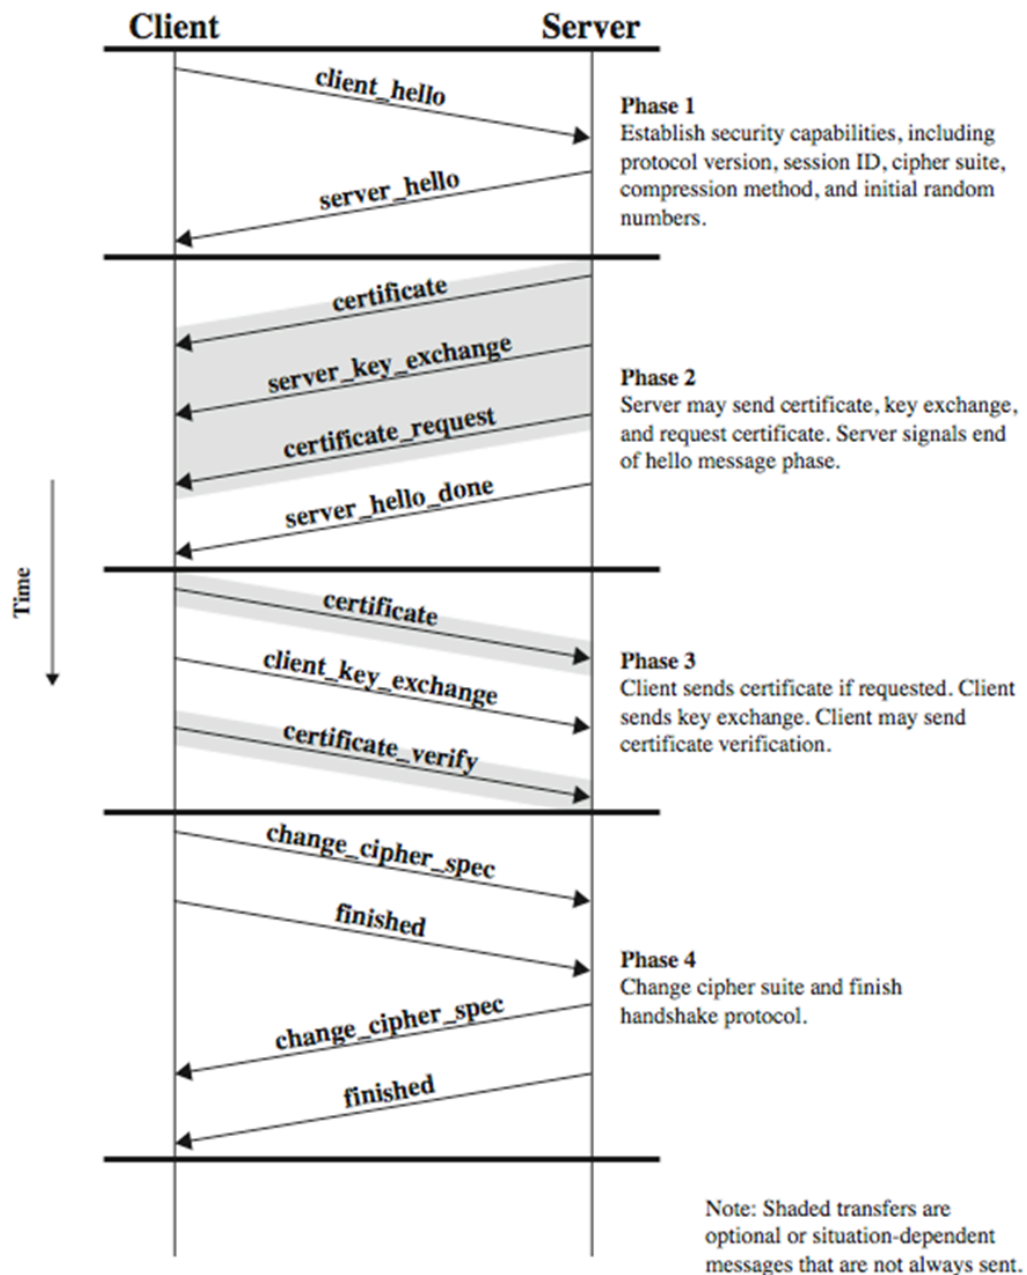 Client
Server
client_hello
server_hello
Phase 1
Establish security capabilities, including
protocol version, session ID, cipher suite,
compression method, and initial random
numbers.
certificate
server_key_exchange
certificate_request
server_hello_done
Phase 2
Server may send certificate, key exchange,
and request certificate. Server signals end
of hello message phase.
Time
certificate
client_key_exchange
certificate_verify
Phase 3
Client sends certificate if requested. Client
sends key exchange. Client may send
certificate verification.
change_cipher_spec
finished
change_cipher_spec
finished
Phase 4
Change cipher suite and finish
handshake protocol.
Note: Shaded transfers are
optional or situation-dependent
messages that are not always sent.